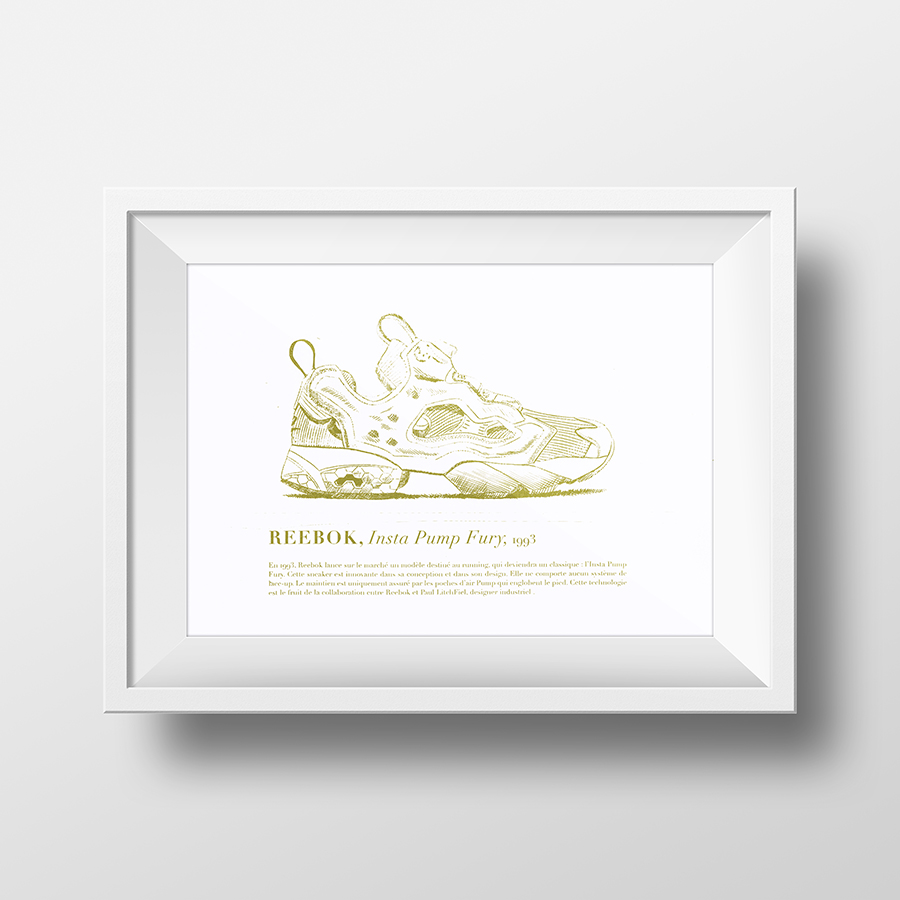 REEBOK, Insta Pump Fury, 1993
En 1993, Reebok lance sur le marché un modèle destiné au running, qui deviendra un classique : l'Insta Pump
Fury. Cette sneaker est innovante dans sa conception et dans son design. Elle ne comporte aucun système de
lace-up. Le maintien est uniquement assuré par les poches d'air Pump qui englobent le pied. Cette technologie
est le fruit de la collaboration entre Reebok et Paul LitchFiel, designer industriel .